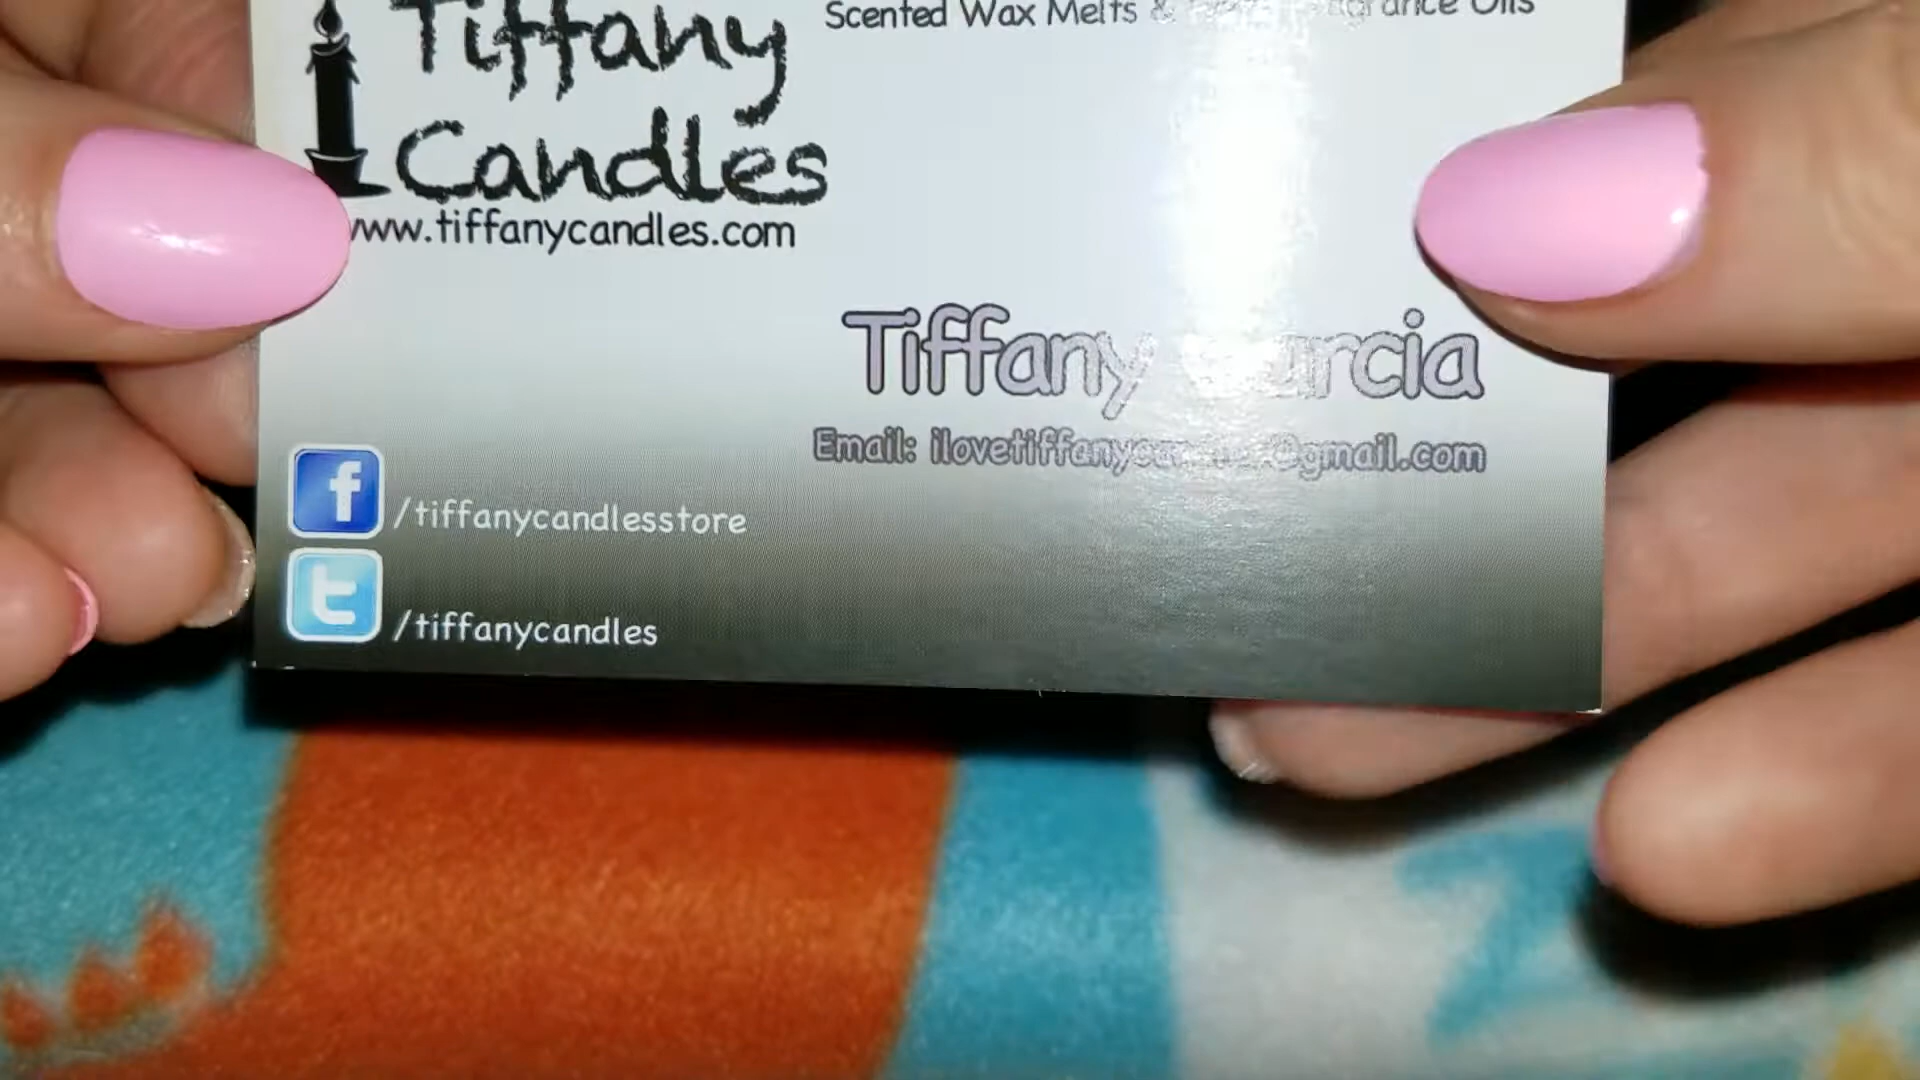 Tiffany
Candles
www.tiffanycandles.com
Scented Wax Melts &
Tiffany
Email:
/tiffanycandlesstore
/tiffanycandles